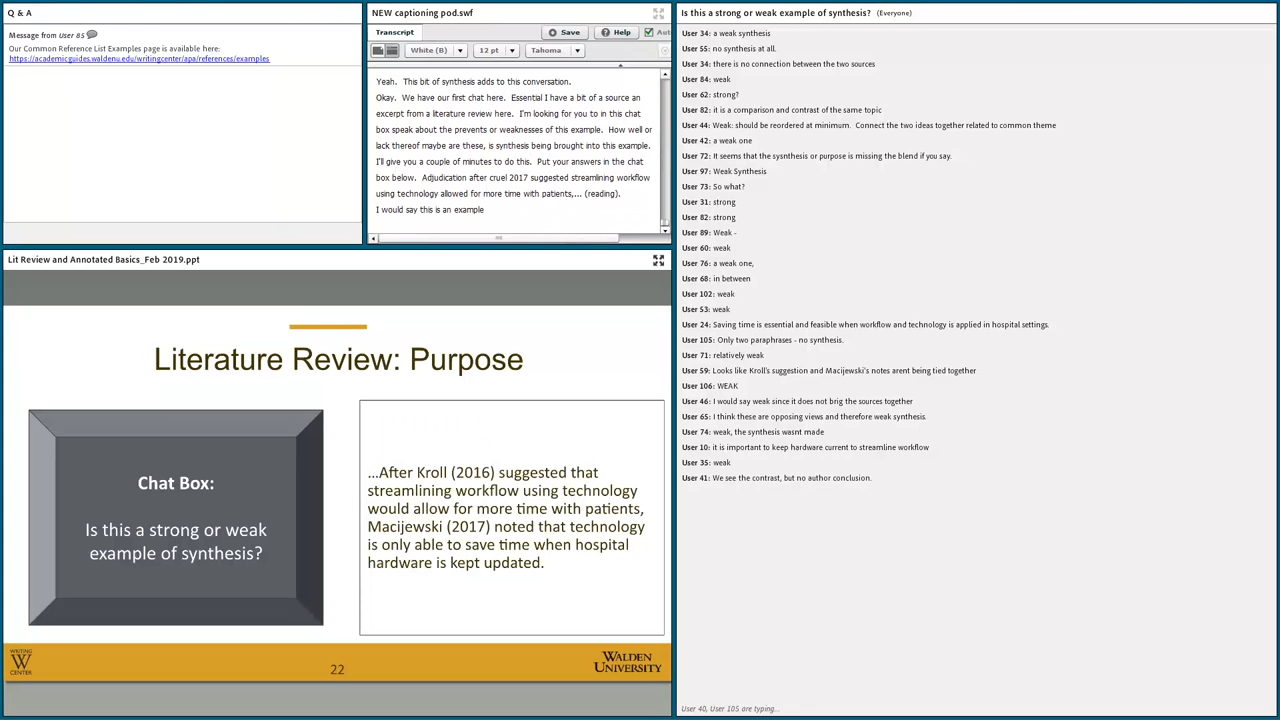 Q & A
Message from User 85
Our Common Reference List Examples page is available here:
https://academicguides.waldenu.edu/writingcenter/apa/references/examples
NEW captioning pod.swf
Transcript
Save
Help
Aut
White (B)
12 pt
Tahoma
Yeah. This bit of synthesis adds to this conversation.
Okay. We have our first chat here. Essential I have a bit of a source an
excerpt from a literature review here. I'm looking for you to in this chat
box speak about the prevents or weaknesses of this example. How well or
lack thereof maybe are these, is synthesis being brought into this example.
I'll give you a couple of minutes to do this. Put your answers in the chat
box below. Adjudication after cruel 2017 suggested streamlining workflow
using technology allowed for more time with patients,... (reading).
I would say this is an example
Lit Review and Annotated Basics_Feb 2019.ppt
Literature Review: Purpose
Chat Box:
Is this a strong or weak
example of synthesis?
...After Kroll (2016) suggested that
streamlining workflow using technology
would allow for more time with patients,
Macijewski (2017) noted that technology
is only able to save time when hospital
hardware is kept updated.
WRITING
CENTER
22
WALDEN
UNIVERSITY
Is this a strong or weak example of synthesis? (Everyone)
User 34: a weak synthesis
User 55: no synthesis at all.
User 34: there is no connection between the two sources
User 84: weak
User 62: strong?
User 82: it is a comparison and contrast of the same topic
User 44: Weak: should be reordered at minimum. Connect the two ideas together related to common theme
User 42: a weak one
User 72: It seems that the sysnthesis or purpose is missing the blend if you say.
User 97: Weak Synthesis
User 73: So what?
User 31: strong
User 82: strong
User 89: Weak -
User 60: weak
User 76: a weak one,
User 68: in between
User 102: weak
User 53: weak
User 24: Saving time is essential and feasible when workflow and technology is applied in hospital settings.
User 105: Only two paraphrases - no synthesis.
User 71: relatively weak
User 59: Looks like Kroll's suggestion and Macijewski's notes arent being tied together
User 106: WEAK
User 46: I would say weak since it does not brig the sources together
User 65: I think these are opposing views and therefore weak synthesis.
User 74: weak, the synthesis wasnt made
User 10: it is important to keep hardware current to streamline workflow
User 35: weak
User 41: We see the contrast, but no author conclusion.
User 40, User 105 are typing...